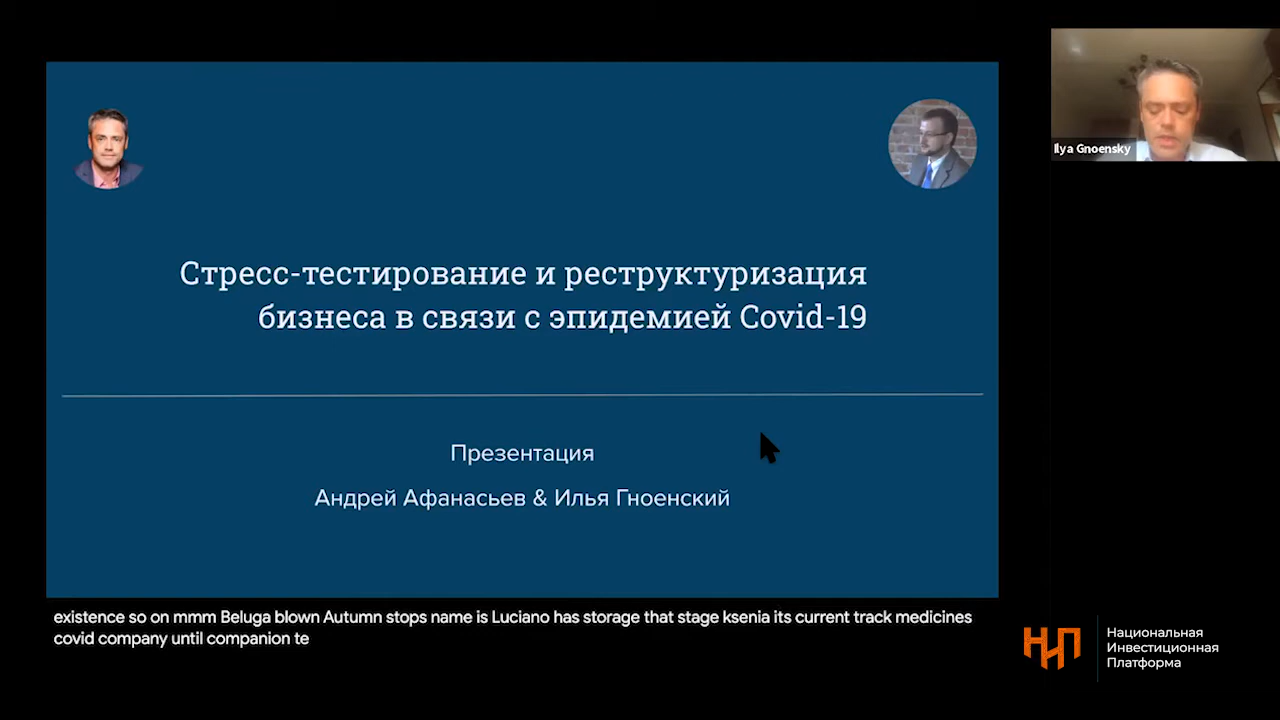 Стресс-тестирование и реструктуризация
бизнеса в связи с эпидемией Covid-19
Презентация
Андрей Афанасьев & Илья Гноенский
Ilya Gnoensky
existence so on mmm Beluga blown Autumn stops name is Luciano has storage that stage ksenia its current track medicines
covid company until companion te
НИП
Национальная
Инвестиционная
Платформа